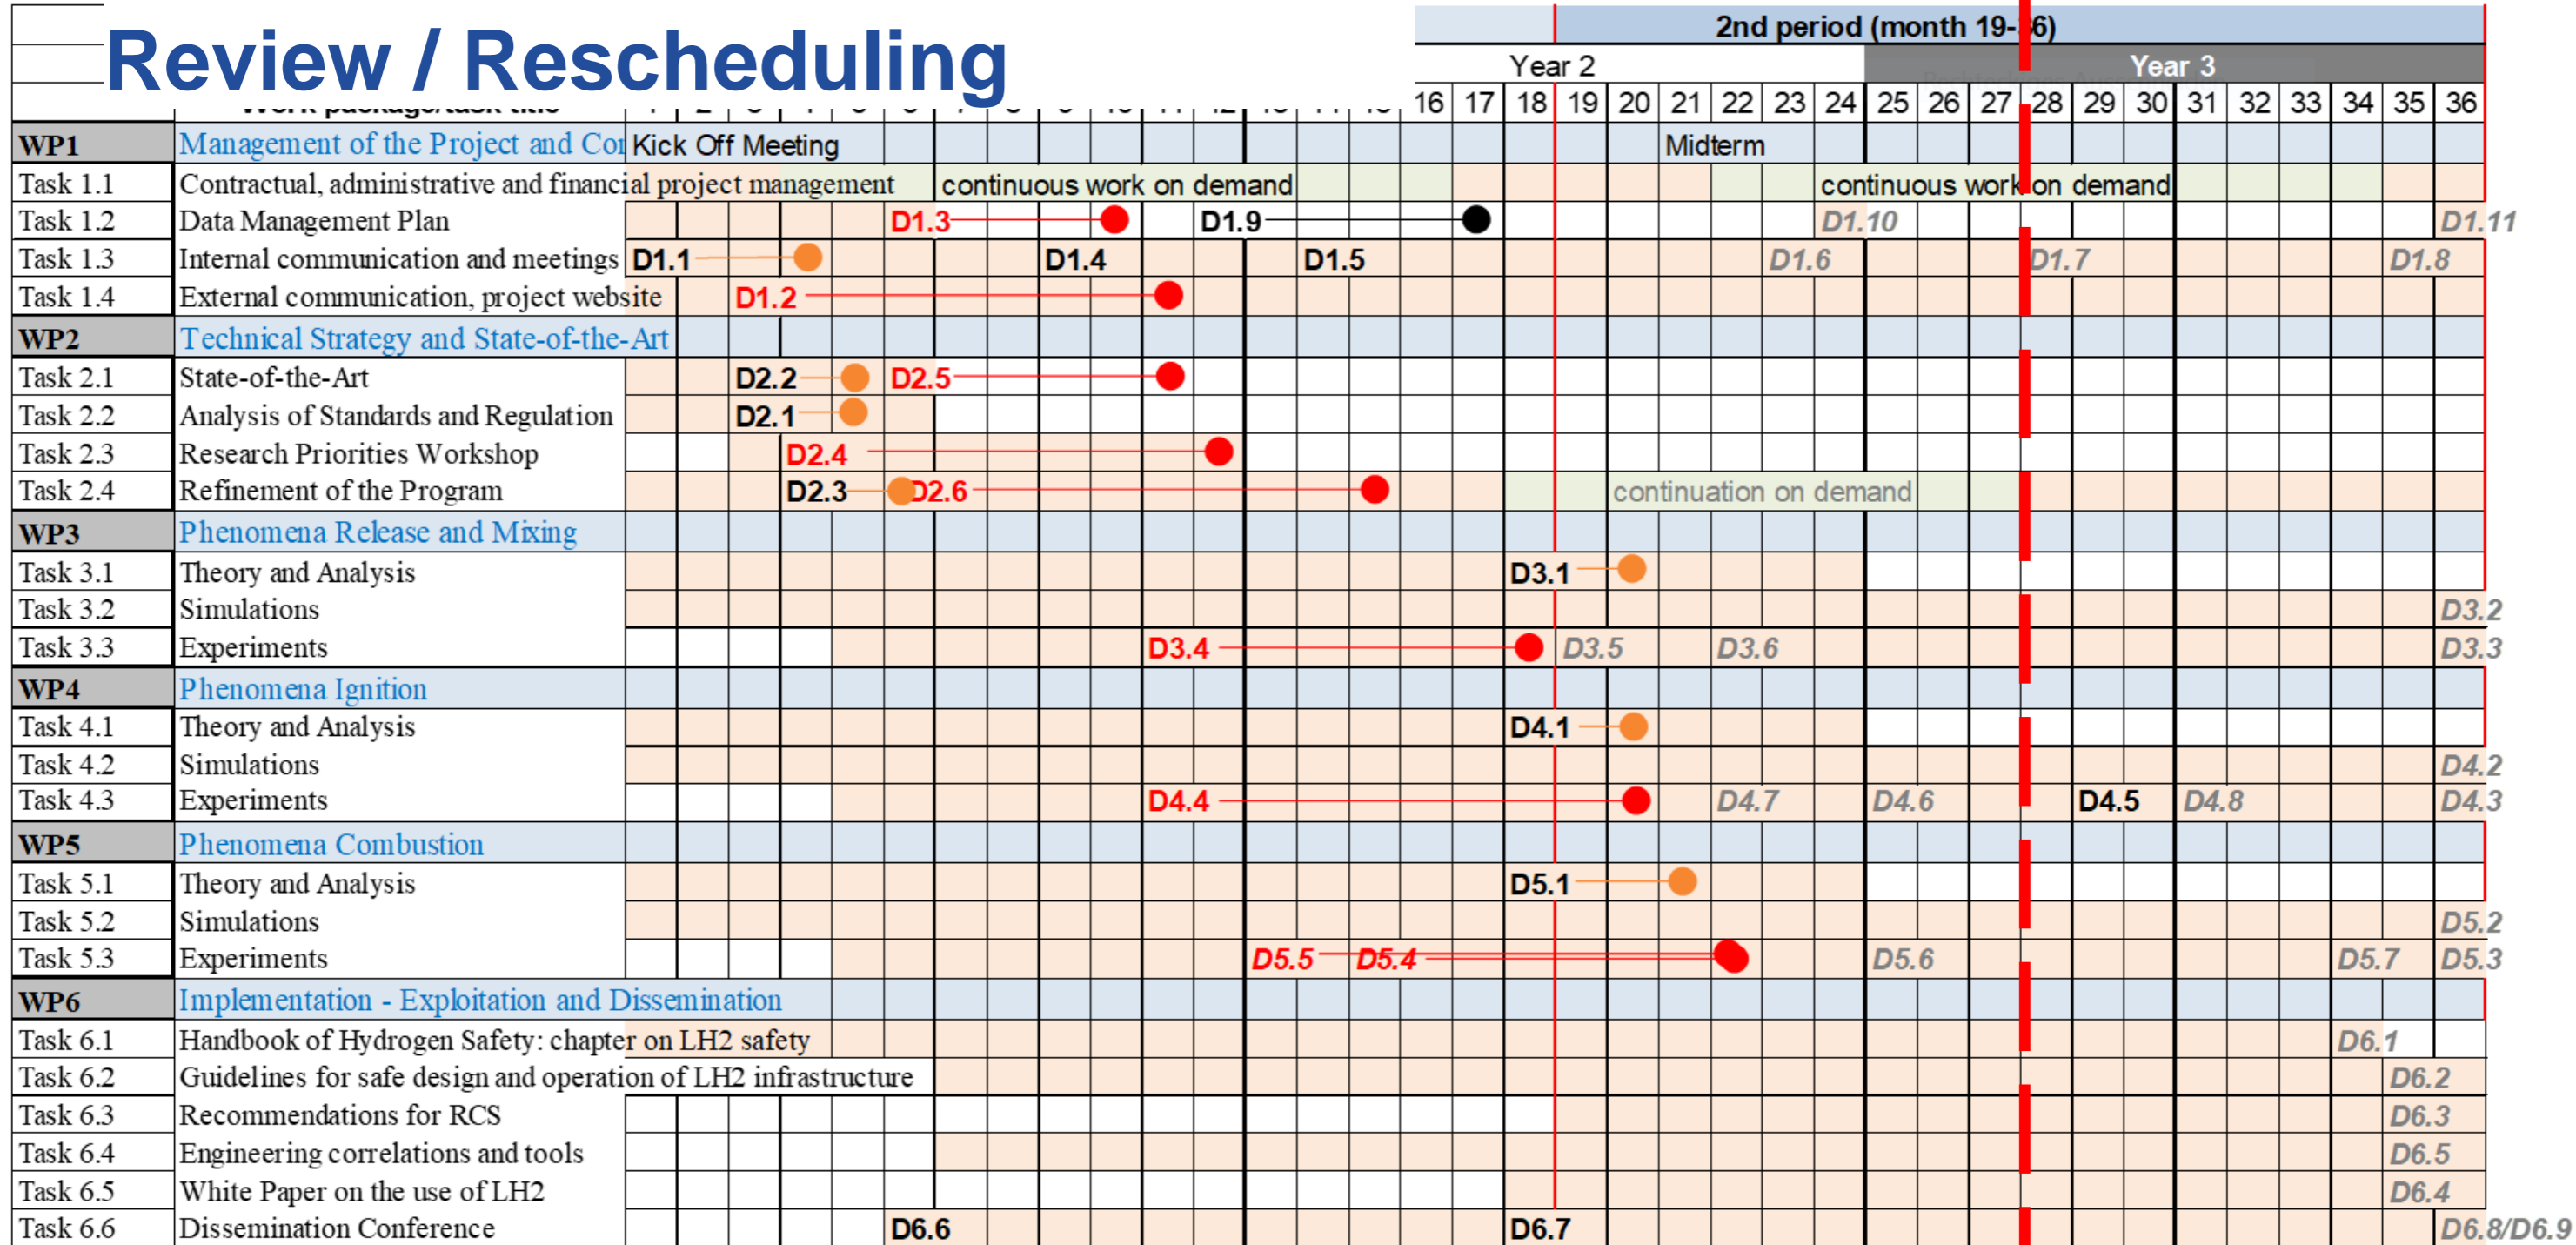 Review / Rescheduling
2nd period (month 19-36)
Year 2 Year 3
16 17 18 19 20 21 22 23 24 25 26 27 28 29 30 31 32 33 34 35 36
WP1 Management of the Project and Cor Kick Off Meeting Midterm
Task 1.1 Contractual, administrative and financial project management continuous work on demand continuous work on demand
Task 1.2 Data Management Plan D1.3 D1.9 D1.10 D1.11
Task 1.3 Internal communication and meetings D1.1 D1.4 D1.5 D1.6 D1.7 D1.8
Task 1.4 External communication, project website D1.2
WP2 Technical Strategy and State-of-the-Art
Task 2.1 State-of-the-Art D2.2 D2.5
Task 2.2 Analysis of Standards and Regulation D2.1
Task 2.3 Research Priorities Workshop D2.4
Task 2.4 Refinement of the Program D2.3 D2.6 continuation on demand
WP3 Phenomena Release and Mixing
Task 3.1 Theory and Analysis D3.1
Task 3.2 Simulations D3.2
Task 3.3 Experiments D3.4 D3.5 D3.6 D3.3
WP4 Phenomena Ignition
Task 4.1 Theory and Analysis D4.1
Task 4.2 Simulations D4.2
Task 4.3 Experiments D4.4 D4.7 D4.6 D4.5 D4.8 D4.3
WP5 Phenomena Combustion
Task 5.1 Theory and Analysis D5.1
Task 5.2 Simulations D5.2
Task 5.3 Experiments D5.5 D5.4 D5.6 D5.7 D5.3
WP6 Implementation - Exploitation and Dissemination
Task 6.1 Handbook of Hydrogen Safety: chapter on LH2 safety D6.1
Task 6.2 Guidelines for safe design and operation of LH2 infrastructure D6.2
Task 6.3 Recommendations for RCS D6.3
Task 6.4 Engineering correlations and tools D6.5
Task 6.5 White Paper on the use of LH2 D6.4
Task 6.6 Dissemination Conference D6.6 D6.7 D6.8/D6.9